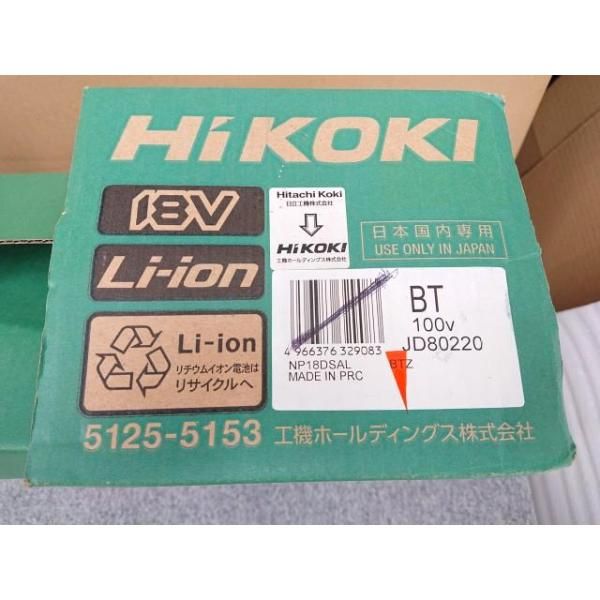 HiKOKI
18V
Hitachi Koki
日立工機株式会社
HiKOKI
工機ホールディングス株式会社
日本国内専用
USE ONLY IN JAPAN
Li-ion
Li-ion
リチウムイオン電池は
リサイクルへ
4 966376 329083
NP18DSAL
MADE IN PRC
BT
100v
JD80220
BTZ
5125-5153
工機ホールディングス株式会社